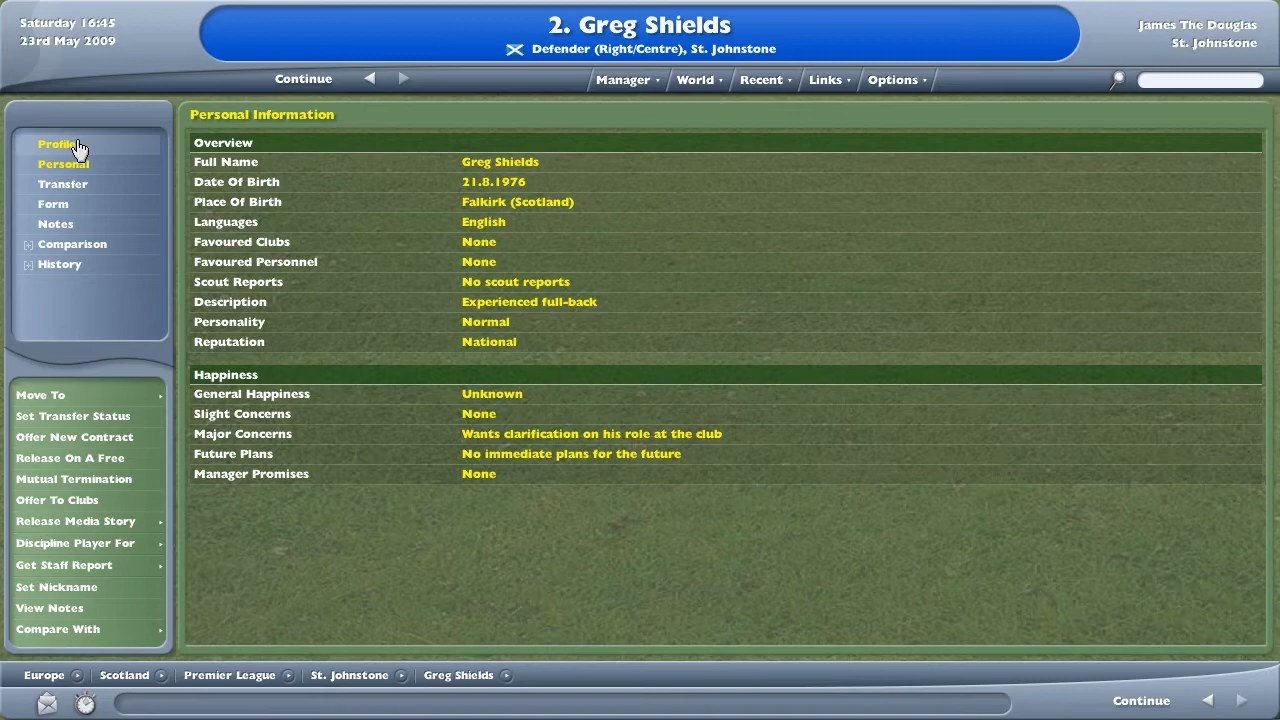 Saturday 16:45
23rd May 2009
2. Greg Shields
Defender (Right/Centre), St. Johnstone
James The Douglas
St. Johnstone
Continue
Manager
World
Recent
Links
Options
Profile
Personal
Transfer
Form
Notes
Comparison
History
Move To
Set Transfer Status
Offer New Contract
Release On A Free
Mutual Termination
Offer To Clubs
Release Media Story
Discipline Player For
Get Staff Report
Set Nickname
View Notes
Compare With
Personal Information
Overview
Full Name Greg Shields
Date Of Birth 21.8.1976
Place Of Birth Falkirk (Scotland)
Languages English
Favoured Clubs None
Favoured Personnel None
Scout Reports No scout reports
Description Experienced full-back
Personality Normal
Reputation National
Happiness
General Happiness Unknown
Slight Concerns None
Major Concerns Wants clarification on his role at the club
Future Plans No immediate plans for the future
Manager Promises None
Europe
Scotland
Premier League
St. Johnstone
Greg Shields
Continue